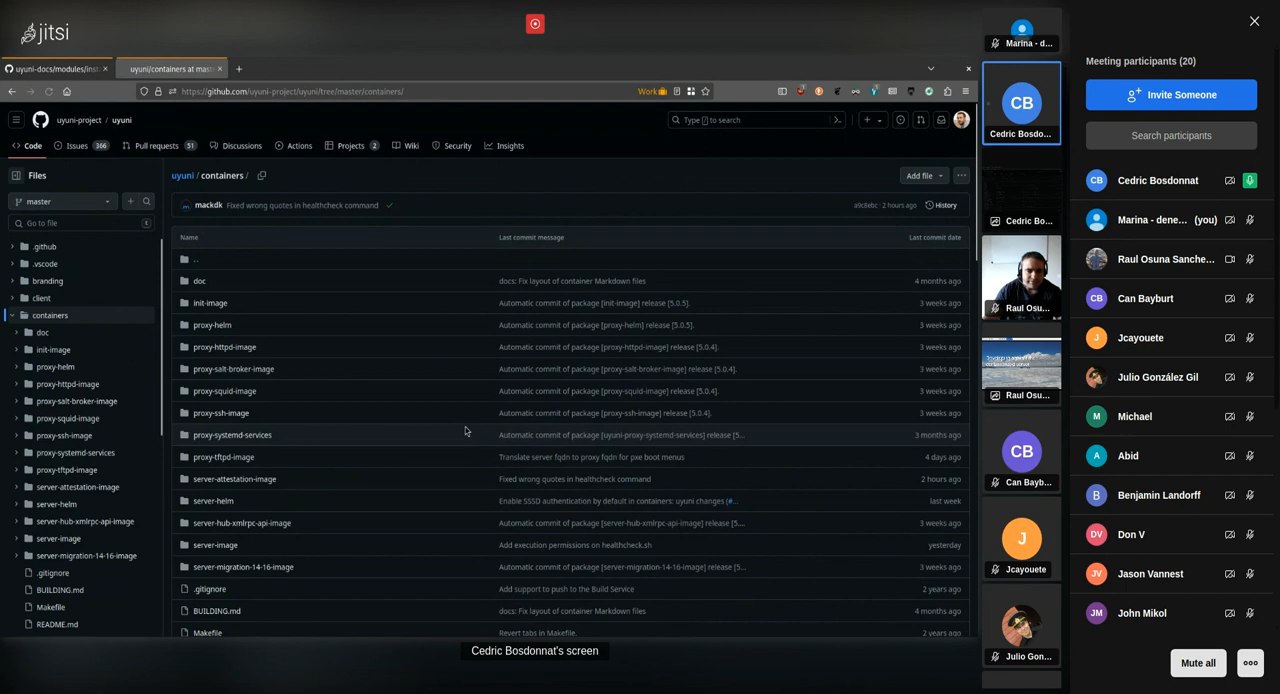 jitsi
uyuni-docs/modules/inst
uyuni/containers at mast
https://github.com/uyuni-project/uyuni/tree/master/containers/
Work
uyuni-project / uyuni
Type / to search
Code
Issues 366
Pull requests 51
Discussions
Actions
Projects 2
Wiki
Security
Insights
Files
master
Go to file
t
.github
.vscode
branding
client
containers
doc
init-image
proxy-helm
proxy-httpd-image
proxy-salt-broker-image
proxy-squid-image
proxy-ssh-image
proxy-systemd-services
proxy-tftpd-image
server-attestation-image
server-helm
server-hub-xmlrpc-api-image
server-image
server-migration-14-16-image
.gitignore
BUILDING.md
Makefile
README.md
uyuni / containers /
Add file
mackdk Fixed wrong quotes in healthcheck command
a9c8ebc · 2 hours ago
History
Name Last commit message Last commit date
..
doc docs: Fix layout of container Markdown files 4 months ago
init-image Automatic commit of package [init-image] release [5.0.5]. 3 weeks ago
proxy-helm Automatic commit of package [proxy-helm] release [5.0.5]. 3 weeks ago
proxy-httpd-image Automatic commit of package [proxy-httpd-image] release [5.0.4]. 3 weeks ago
proxy-salt-broker-image Automatic commit of package [proxy-salt-broker-image] release [5.0.4]. 3 weeks ago
proxy-squid-image Automatic commit of package [proxy-squid-image] release [5.0.4]. 3 weeks ago
proxy-ssh-image Automatic commit of package [proxy-ssh-image] release [5.0.4]. 3 weeks ago
proxy-systemd-services Automatic commit of package [uyuni-proxy-systemd-services] release [5... 3 months ago
proxy-tftpd-image Translate server fqdn to proxy fqdn for pxe boot menus 4 days ago
server-attestation-image Fixed wrong quotes in healthcheck command 2 hours ago
server-helm Enable SSSD authentication by default in containers: uyuni changes (#... last week
server-hub-xmlrpc-api-image Automatic commit of package [server-hub-xmlrpc-api-image] release [5.... 3 weeks ago
server-image Add execution permissions on healthcheck.sh yesterday
server-migration-14-16-image Automatic commit of package [server-migration-14-16-image] release [5... 3 weeks ago
.gitignore Add support to push to the Build Service 2 years ago
BUILDING.md docs: Fix layout of container Markdown files 4 months ago
Makefile Revert tabs in Makefile. 2 years ago
Cedric Bosdonnat's screen
Marina - d...
CB
Cedric Bosdo...
Cedric Bo...
Raul Osu...
Raul Osu...
CB
Can Bayb...
J
Jcayouete
Julio Gon...
Meeting participants (20)
Invite Someone
Search participants
CB Cedric Bosdonnat
Marina - dene... (you)
Raul Osuna Sanche...
CB Can Bayburt
J Jcayouete
Julio González Gil
M Michael
A Abid
B Benjamin Landorff
DV Don V
JV Jason Vannest
JM John Mikol
Mute all